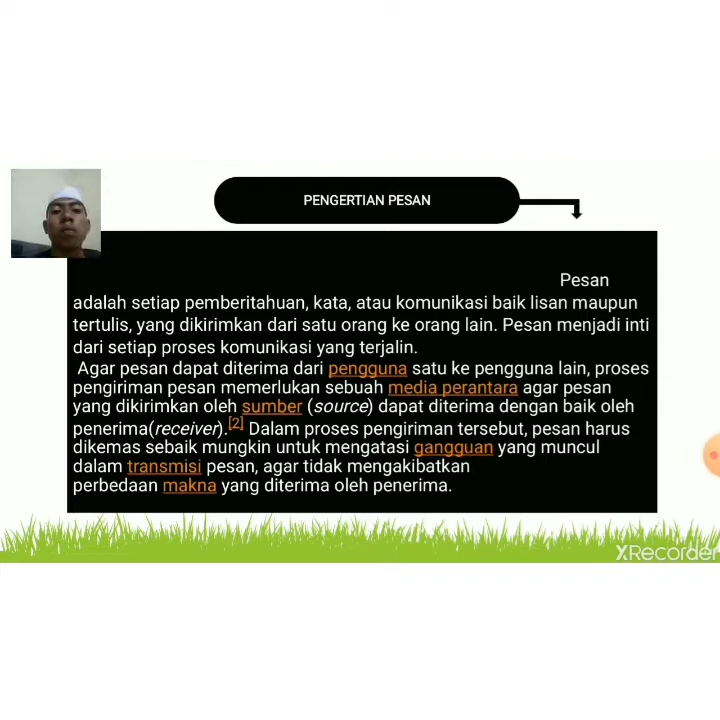 PENGERTIAN PESAN
Pesan
adalah setiap pemberitahuan, kata, atau komunikasi baik lisan maupun
tertulis, yang dikirimkan dari satu orang ke orang lain. Pesan menjadi inti
dari setiap proses komunikasi yang terjalin.
Agar pesan dapat diterima dari pengguna satu ke pengguna lain, proses
pengiriman pesan memerlukan sebuah media perantara agar pesan
yang dikirimkan oleh sumber (source) dapat diterima dengan baik oleh
penerima(receiver).[2] Dalam proses pengiriman tersebut, pesan harus
dikemas sebaik mungkin untuk mengatasi gangguan yang muncul
dalam transmisi pesan, agar tidak mengakibatkan
perbedaan makna yang diterima oleh penerima.
XRecorder